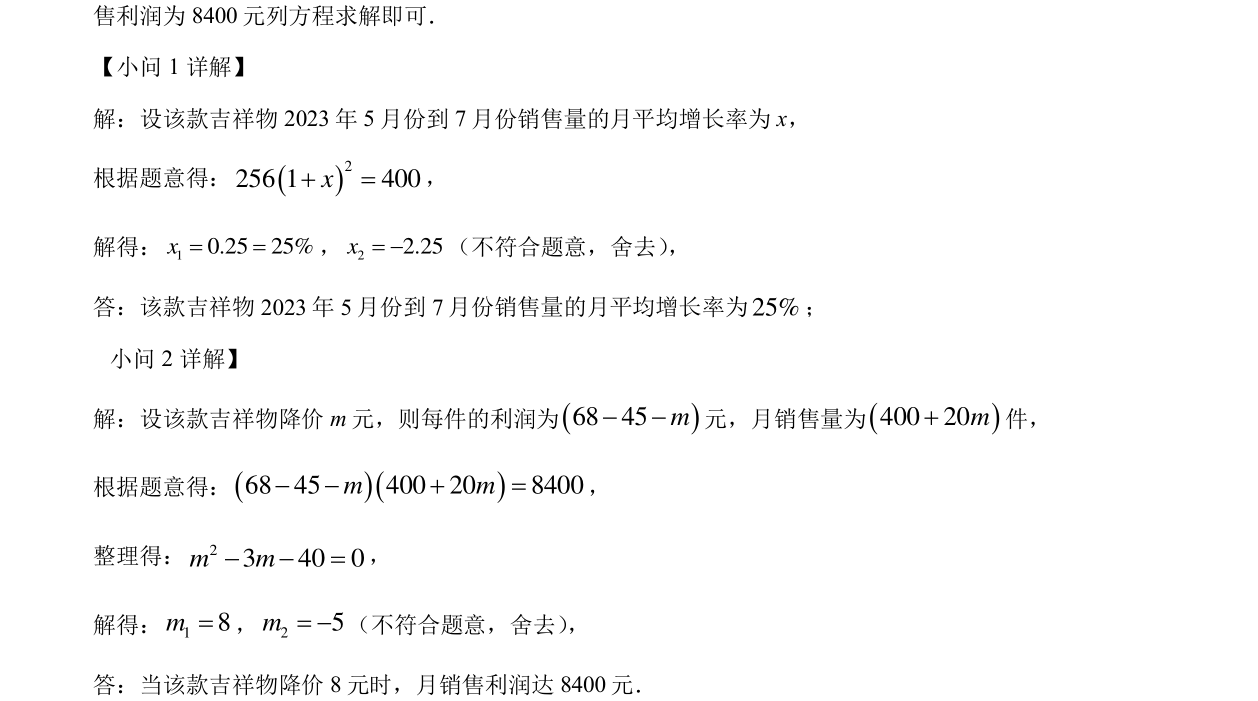 售利润为 8400 元列方程求解即可．
【小问 1 详解】
解：设该款吉祥物 2023 年 5 月份到 7 月份销售量的月平均增长率为 x，
根据题意得：256(1+x)² = 400，
解得：x₁ = 0.25 = 25%，x₂ = −2.25（不符合题意，舍去），
答：该款吉祥物 2023 年 5 月份到 7 月份销售量的月平均增长率为 25%；
小问 2 详解】
解：设该款吉祥物降价 m 元，则每件的利润为(68−45−m)元，月销售量为(400+20m)件，
根据题意得：(68−45−m)(400+20m) = 8400，
整理得：m² −3m−40 = 0，
解得：m₁ = 8，m₂ = −5（不符合题意，舍去），
答：当该款吉祥物降价 8 元时，月销售利润达 8400 元．